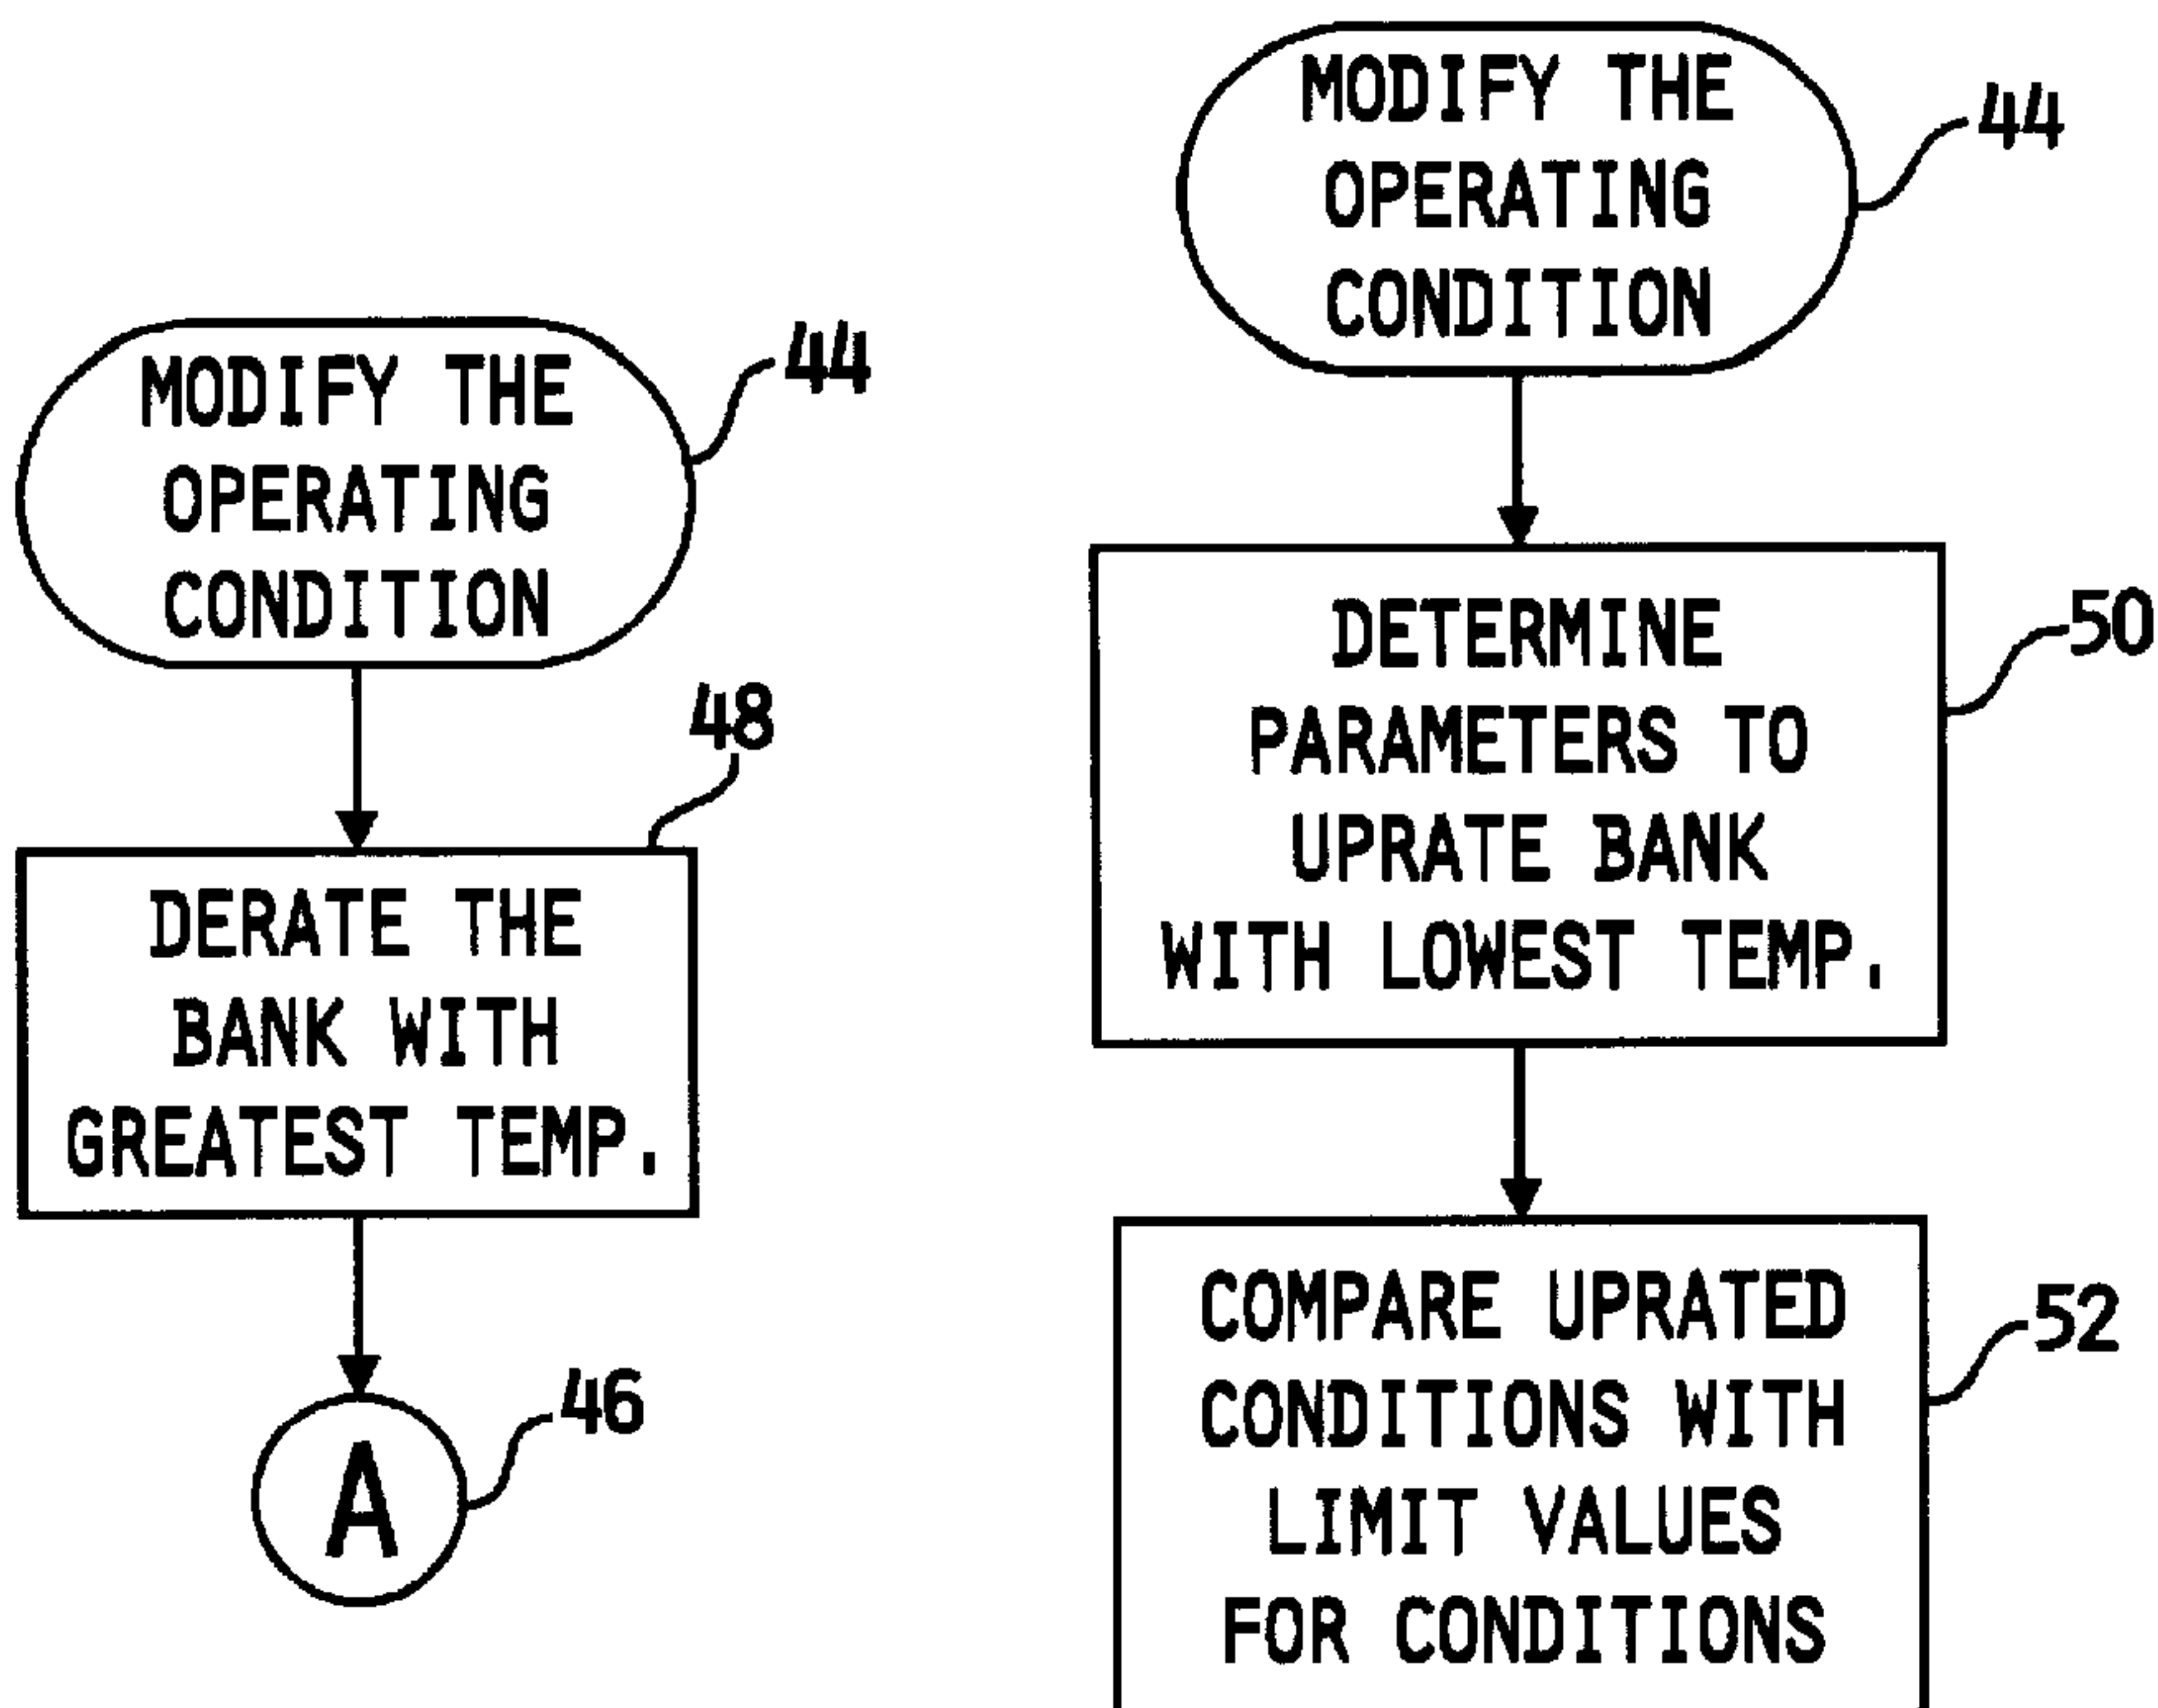 MODIFY THE
OPERATING
CONDITION
44
48
DERATE THE
BANK WITH
GREATEST TEMP.
A
46
MODIFY THE
OPERATING
CONDITION
44
DETERMINE
PARAMETERS TO
UPRATE BANK
WITH LOWEST TEMP.
50
COMPARE UPRATED
CONDITIONS WITH
LIMIT VALUES
FOR CONDITIONS
52